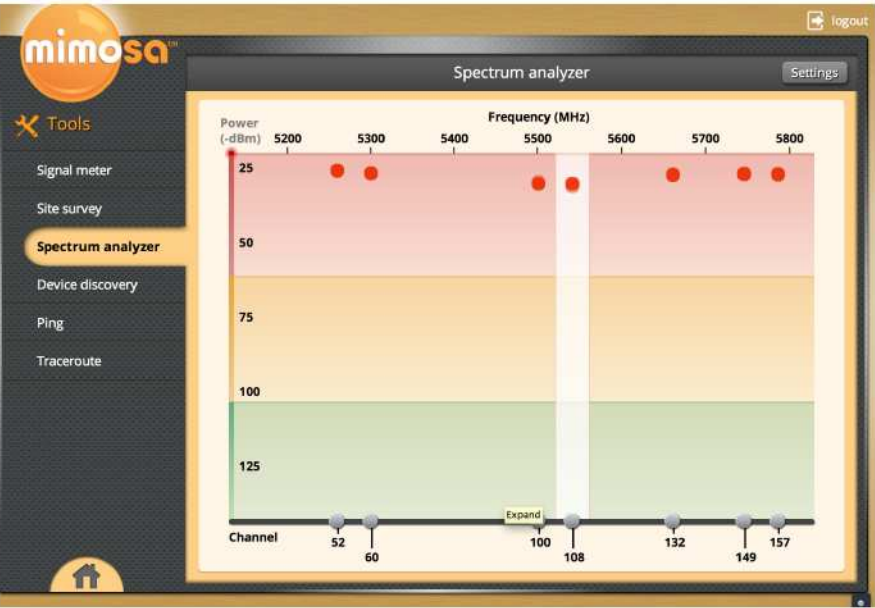 logout
mimosa™
Spectrum analyzer
Settings
Tools
Signal meter
Site survey
Spectrum analyzer
Device discovery
Ping
Traceroute
Frequency (MHz)
Power
(-dBm)
5200 5300 5400 5500 5600 5700 5800
25
50
75
100
125
Expand
Channel
52 60 100 108 132 149 157